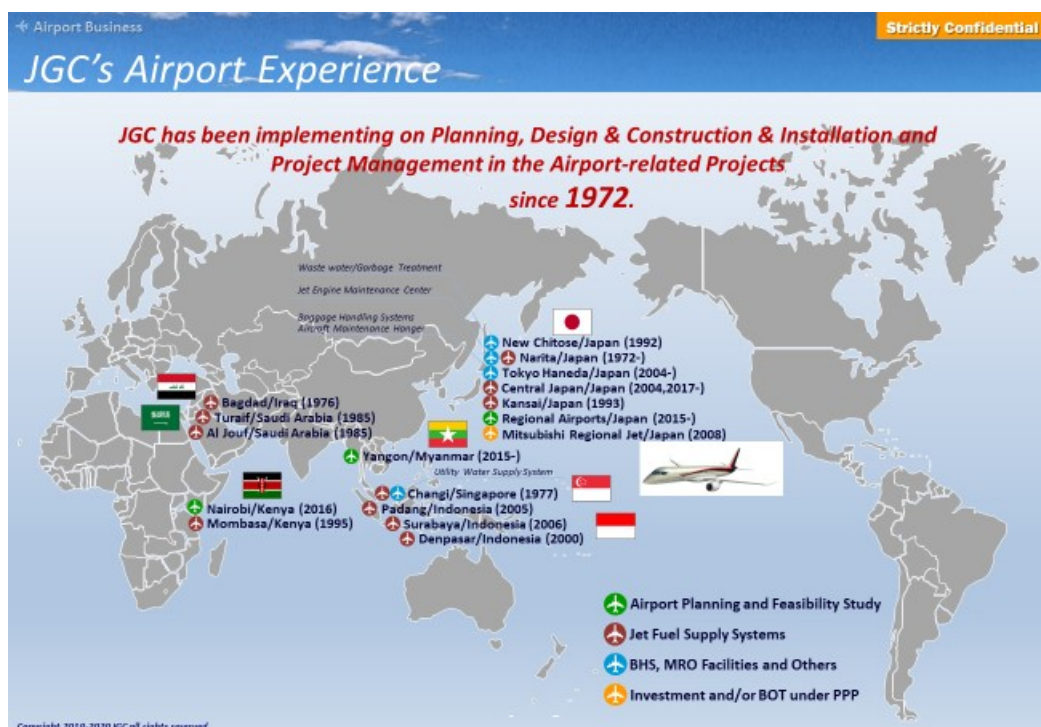 Airport Business
Strictly Confidential
JGC's Airport Experience
JGC has been implementing on Planning, Design & Construction & Installation and
Project Management in the Airport-related Projects
since 1972.
Waste water/Garbage Treatment
Jet Engine Maintenance Center
Baggage Handling Systems
Aircraft Maintenance Hanger
New Chitose/Japan (1992)
Narita/Japan (1972-)
Tokyo Haneda/Japan (2004-)
Central Japan/Japan (2004,2017-)
Kansai/Japan (1993)
Regional Airports/Japan (2015-)
Mitsubishi Regional Jet/Japan (2008)
Bagdad/Iraq (1976)
Turaif/Saudi Arabia (1985)
Al Jouf/Saudi Arabia (1985)
Yangon/Myanmar (2015-)
Utility Water Supply System
Nairobi/Kenya (2016)
Mombasa/Kenya (1995)
Changi/Singapore (1977)
Padang/Indonesia (2005)
Surabaya/Indonesia (2006)
Denpasar/Indonesia (2000)
Airport Planning and Feasibility Study
Jet Fuel Supply Systems
BHS, MRO Facilities and Others
Investment and/or BOT under PPP
JGC all rights reserved